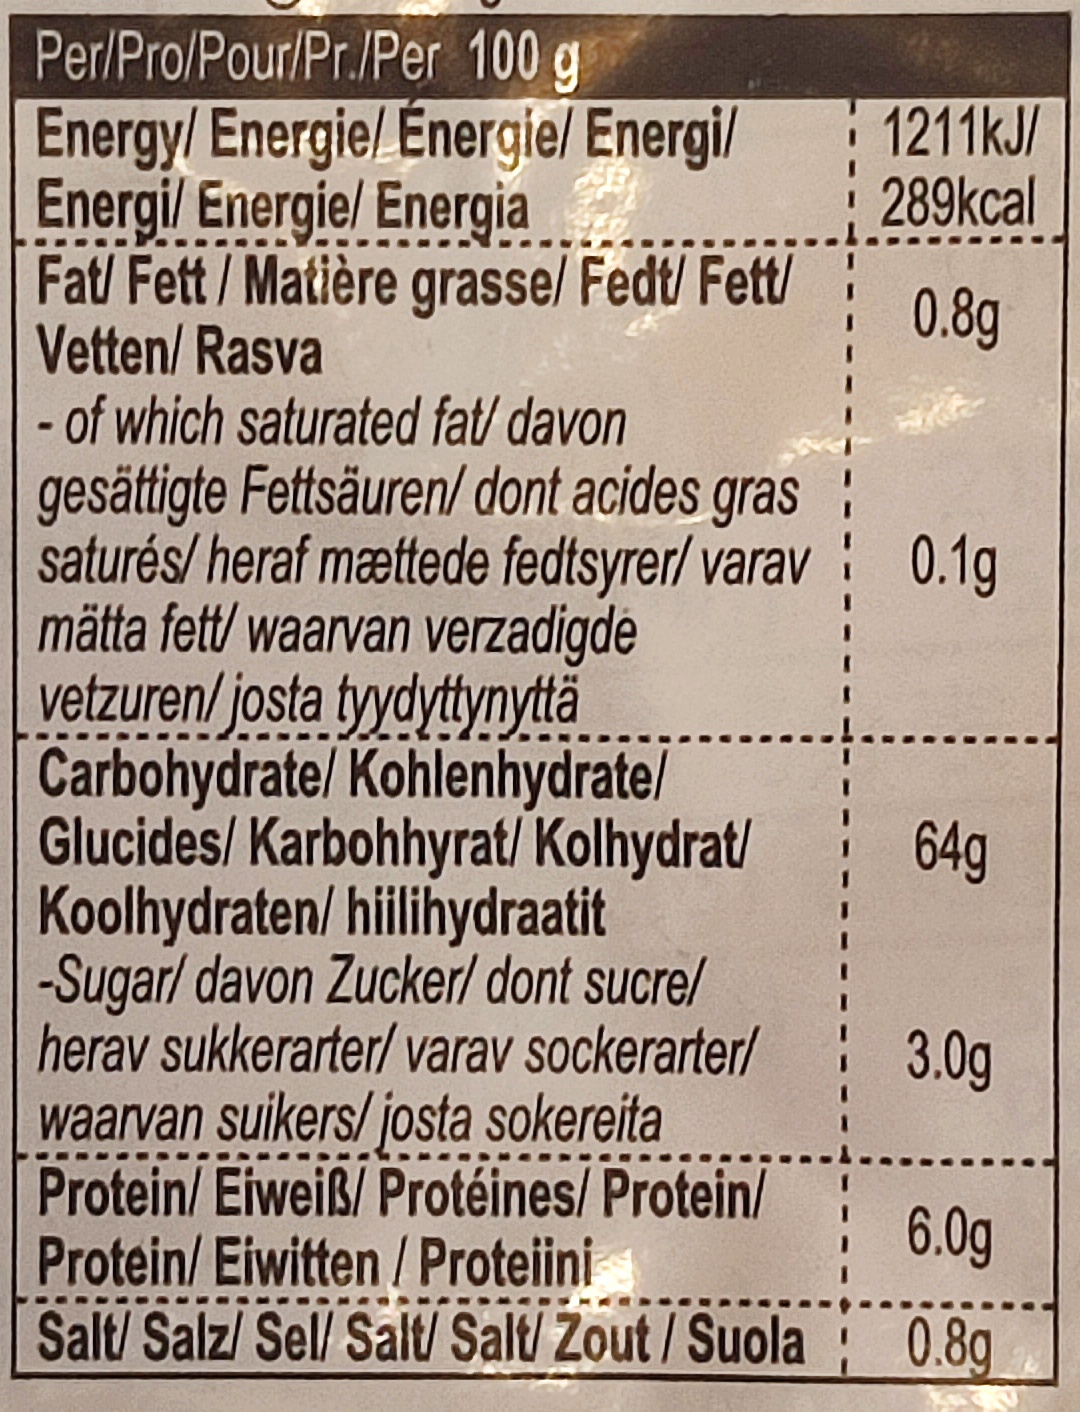 Per/Pro/Pour/Pr./Per 100 g
Energy/ Energie/ Énergie/ Energi/ 1211kJ/
Energi/ Energie/ Energia 289kcal
Fat/ Fett / Matière grasse/ Fedt/ Fett/
Vetten/ Rasva 0.8g
- of which saturated fat/ davon
gesättigte Fettsäuren/ dont acides gras
saturés/ heraf mættede fedtsyrer/ varav 0.1g
mätta fett/ waarvan verzadigde
vetzuren/ josta tyydyttynyttä
Carbohydrate/ Kohlenhydrate/
Glucides/ Karbohhyrat/ Kolhydrat/ 64g
Koolhydraten/ hiilihydraatit
-Sugar/ davon Zucker/ dont sucre/
herav sukkerarter/ varav sockerarter/ 3.0g
waarvan suikers/ josta sokereita
Protein/ Eiweiß/ Protéines/ Protein/ 6.0g
Protein/ Eiwitten / Proteiini
Salt/ Salz/ Sel/ Salt/ Salt/ Zout / Suola 0.8g